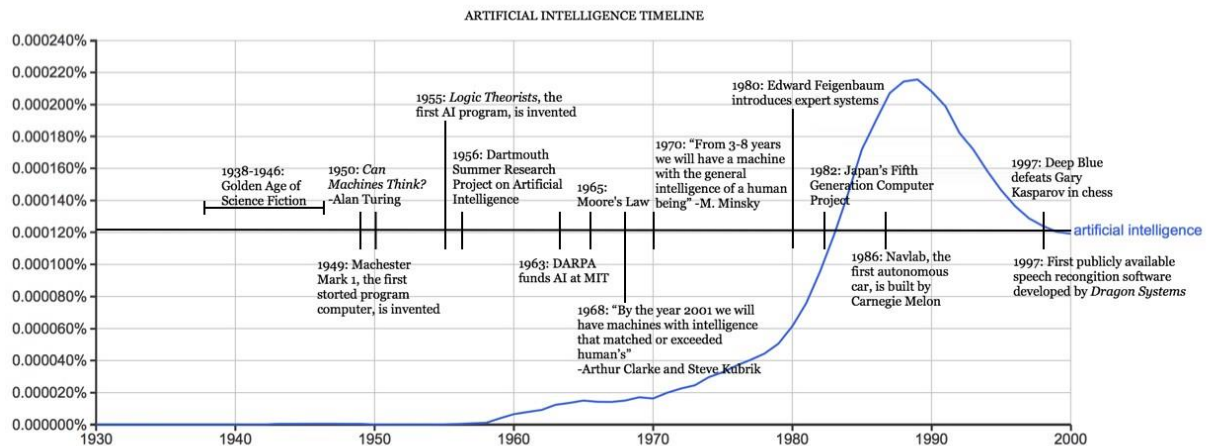 ARTIFICIAL INTELLIGENCE TIMELINE
0.000240%
0.000220%
0.000200%
0.000180%
0.000160%
0.000140%
0.000120%
0.000100%
0.000080%
0.000060%
0.000040%
0.000020%
0.000000%
1938-1946:
Golden Age of
Science Fiction
1949: Machester
Mark 1, the first
storted program
computer, is invented
1950: Can
Machines Think?
-Alan Turing
1955: Logic Theorists, the
first AI program, is invented
1956: Dartmouth
Summer Research
Project on Artificial
Intelligence
1963: DARPA
funds AI at MIT
1965:
Moore's Law
1968: "By the year 2001 we will
have machines with intelligence
that matched or exceeded
human's"
-Arthur Clarke and Steve Kubrik
1970: "From 3-8 years
we will have a machine
with the general
intelligence of a human
being" -M. Minsky
1980: Edward Feigenbaum
introduces expert systems
1982: Japan's Fifth
Generation Computer
Project
1986: Navlab, the
first autonomous
car, is built by
Carnegie Melon
1997: Deep Blue
defeats Gary
Kasparov in chess
artificial intelligence
1997: First publicly available
speech recongition software
developed by Dragon Systems
1930
1940
1950
1960
1970
1980
1990
2000